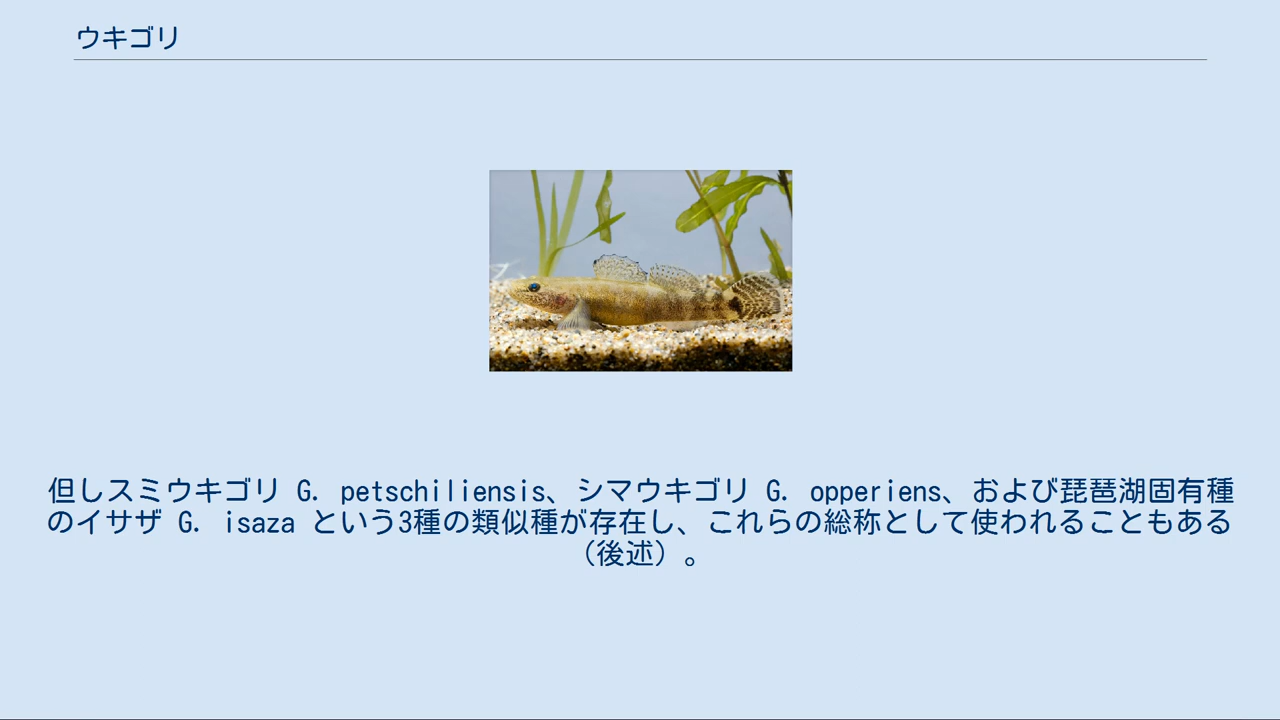 ウキゴリ
但しスミウキゴリ G. petschiliensis、シマウキゴリ G. opperiens、および琵琶湖固有種
のイサザ G. isaza という3種の類似種が存在し、これらの総称として使われることもある
（後述）。